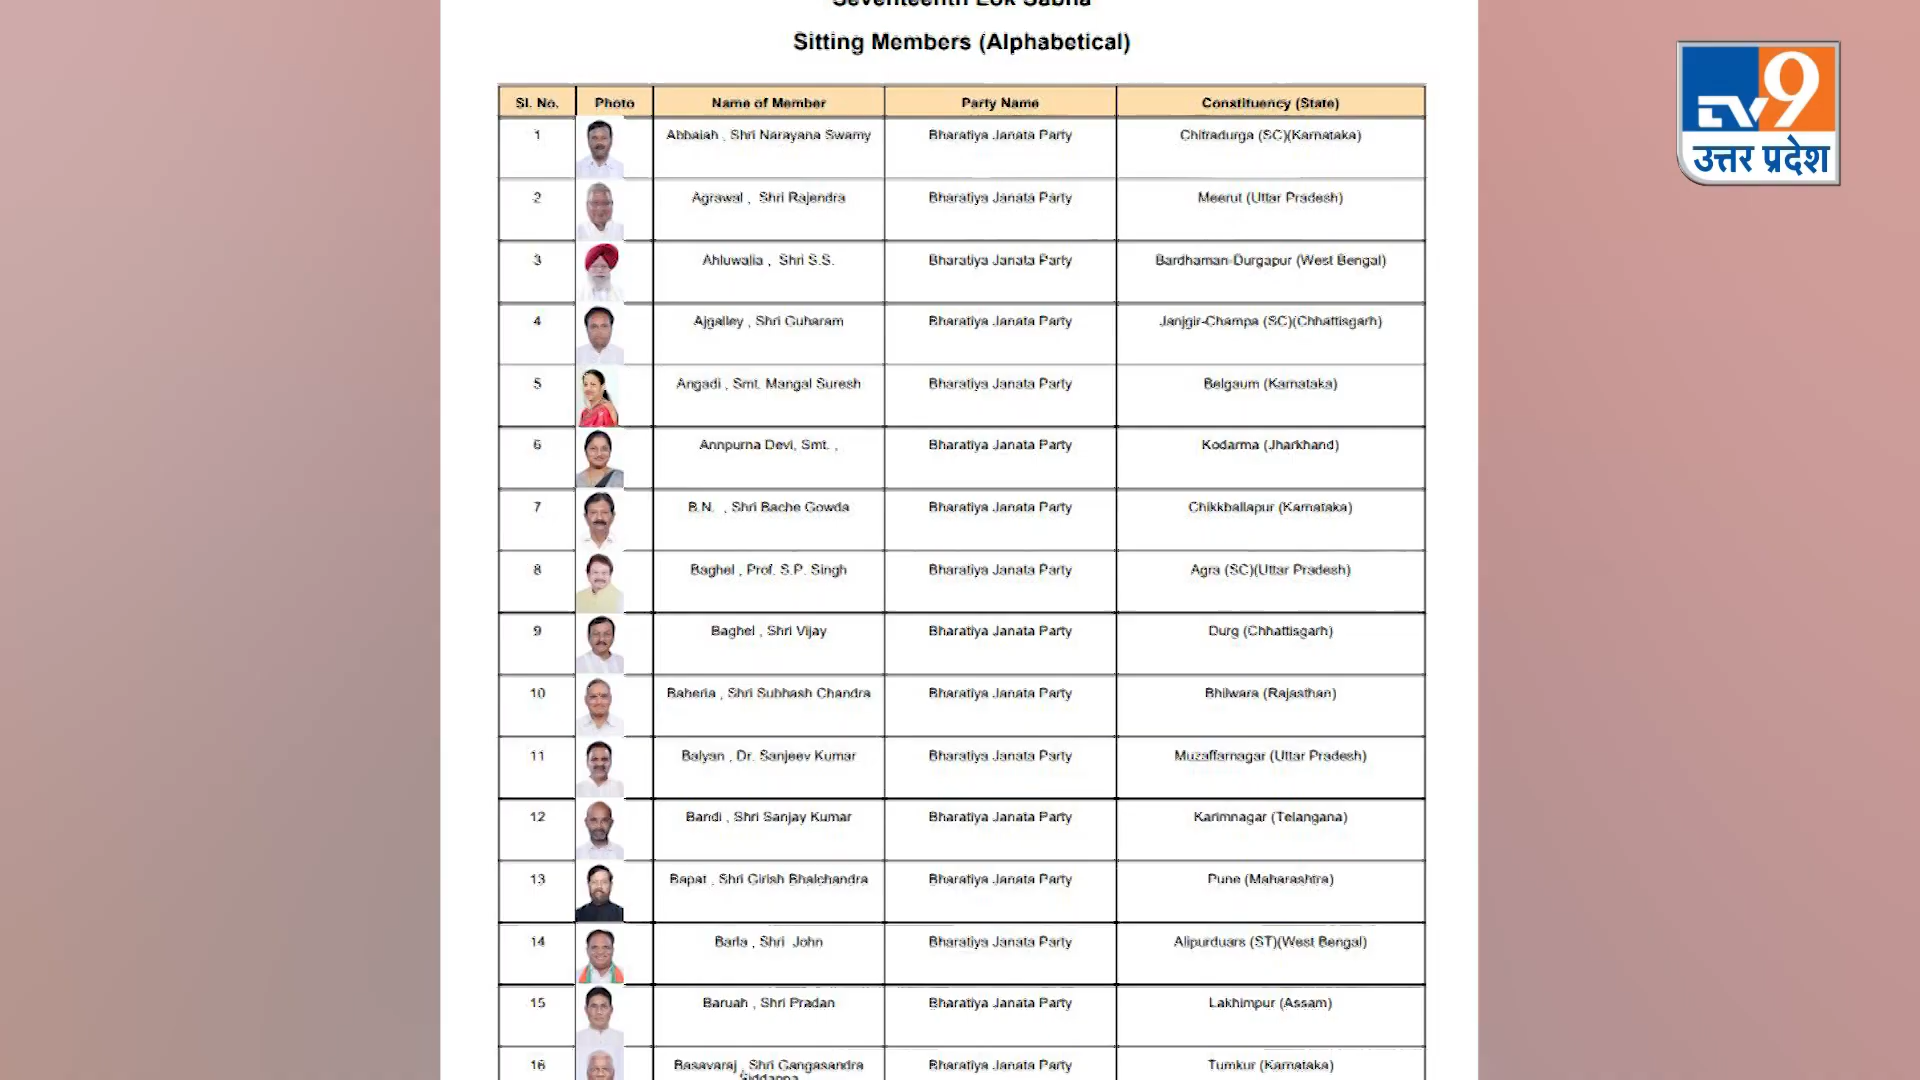 Seventeenth Lok Sabha
Sitting Members (Alphabetical)
TV9
उत्तर प्रदेश
Sl. No. Photo Name of Member Party Name Constituency (State)
1 Abbaiah , Shri Narayana Swamy Bharatiya Janata Party Chitradurga (SC)(Karnataka)
2 Agrawal , Shri Rajendra Bharatiya Janata Party Meerut (Uttar Pradesh)
3 Ahluwalia , Shri S.S. Bharatiya Janata Party Bardhaman-Durgapur (West Bengal)
4 Ajgalley , Shri Guharam Bharatiya Janata Party Janjgir-Champa (SC)(Chhattisgarh)
5 Angadi , Smt. Mangal Suresh Bharatiya Janata Party Belgaum (Karnataka)
6 Annpurna Devi, Smt. , Bharatiya Janata Party Kodarma (Jharkhand)
7 B.N. , Shri Bache Gowda Bharatiya Janata Party Chikkballapur (Karnataka)
8 Baghel , Prof. S.P. Singh Bharatiya Janata Party Agra (SC)(Uttar Pradesh)
9 Baghel , Shri Vijay Bharatiya Janata Party Durg (Chhattisgarh)
10 Baheria , Shri Subhash Chandra Bharatiya Janata Party Bhilwara (Rajasthan)
11 Balyan , Dr. Sanjeev Kumar Bharatiya Janata Party Muzaffarnagar (Uttar Pradesh)
12 Bandi , Shri Sanjay Kumar Bharatiya Janata Party Karimnagar (Telangana)
13 Bapat , Shri Girish Bhalchandra Bharatiya Janata Party Pune (Maharashtra)
14 Barla , Shri John Bharatiya Janata Party Alipurduars (ST)(West Bengal)
15 Baruah , Shri Pradan Bharatiya Janata Party Lakhimpur (Assam)
16 Basavaraj , Shri Gangasandra Bharatiya Janata Party Tumkur (Karnataka)
Siddappa